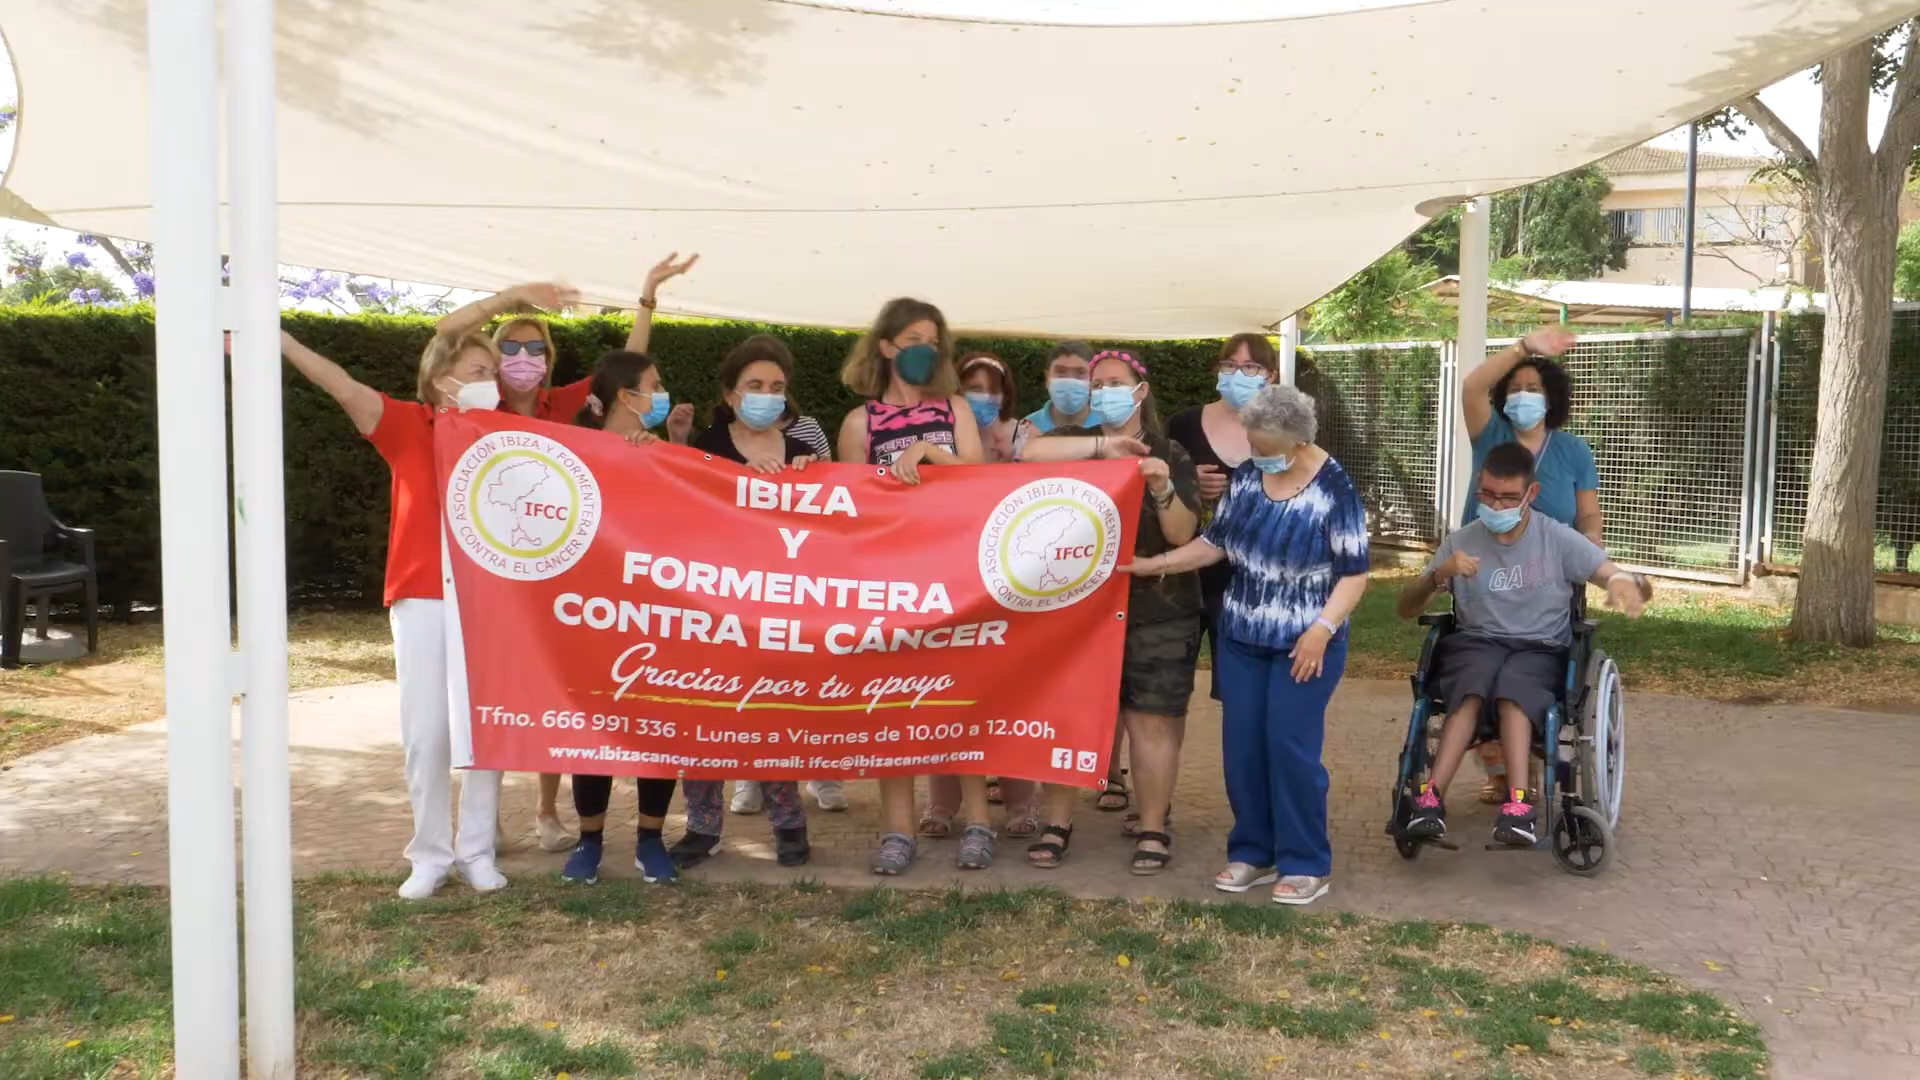 ASOCIACIÓN IBIZA Y FORMENTERA
CONTRA EL CÁNCER
IFCC
IBIZA
Y
FORMENTERA
CONTRA EL CÁNCER
Gracias por tu apoyo
Tfno. 666 991 336 · Lunes a Viernes de 10.00 a 12.00h
www.ibizacancer.com · email: ifcc@ibizacancer.com
ASOCIACIÓN IBIZA Y FORMENTERA
CONTRA EL CÁNCER
IFCC
FEARLESS